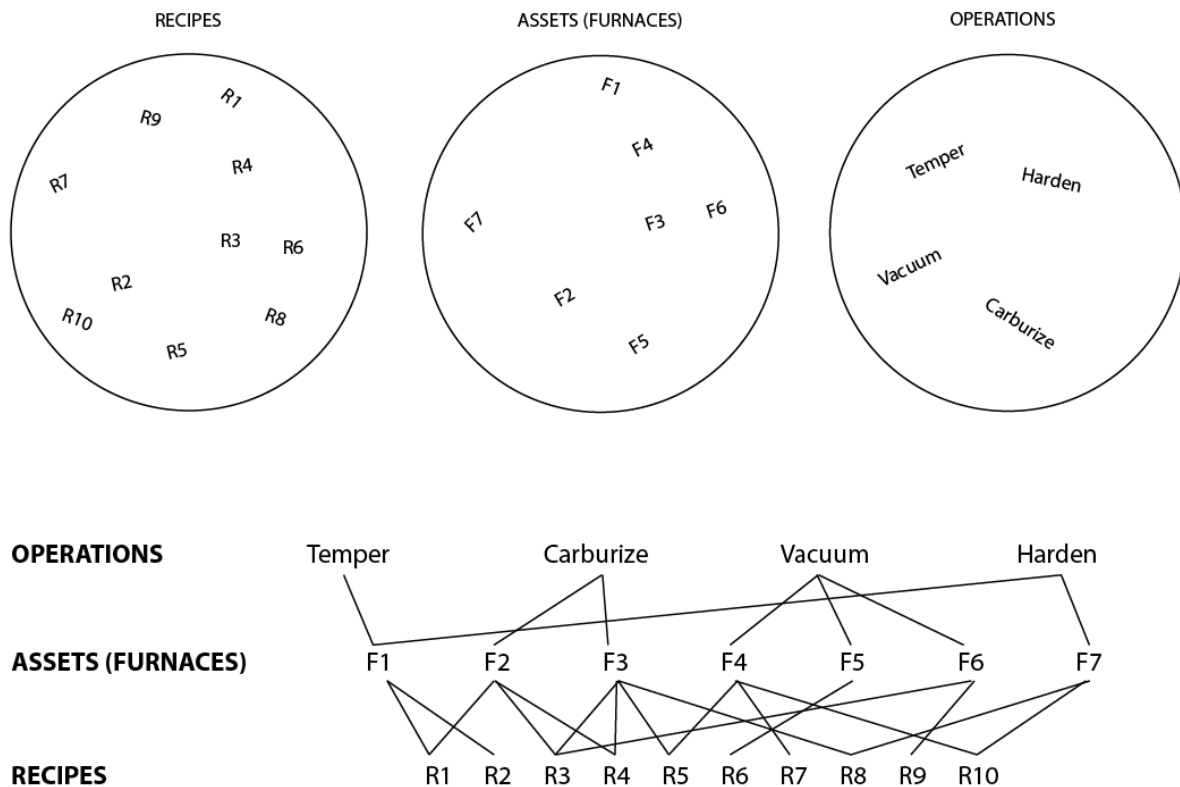 RECIPES
ASSETS (FURNACES)
OPERATIONS
R1
R9
R4
R7
R3
R6
R2
R10
R8
R5
F1
F4
F7
F3
F6
F2
F5
Temper
Harden
Vacuum
Carburize
OPERATIONS Temper Carburize Vacuum Harden
ASSETS (FURNACES) F1 F2 F3 F4 F5 F6 F7
RECIPES R1 R2 R3 R4 R5 R6 R7 R8 R9 R10